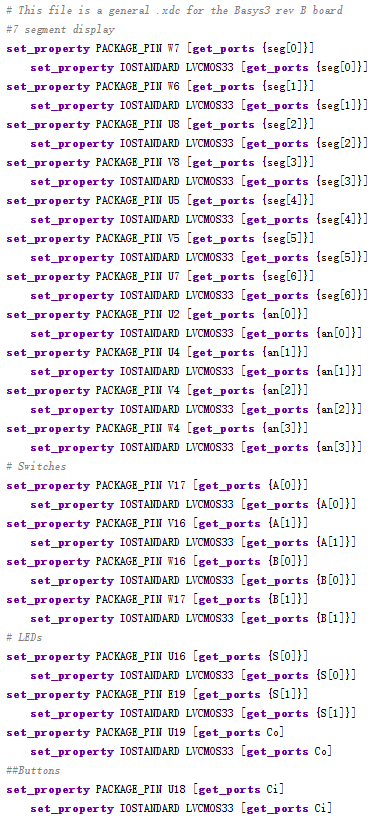 # This file is a general .xdc for the Basys3 rev B board
#7 segment display
set_property PACKAGE_PIN W7 [get_ports {seg[0]}]
    set_property IOSTANDARD LVCMOS33 [get_ports {seg[0]}]
set_property PACKAGE_PIN W6 [get_ports {seg[1]}]
    set_property IOSTANDARD LVCMOS33 [get_ports {seg[1]}]
set_property PACKAGE_PIN U8 [get_ports {seg[2]}]
    set_property IOSTANDARD LVCMOS33 [get_ports {seg[2]}]
set_property PACKAGE_PIN V8 [get_ports {seg[3]}]
    set_property IOSTANDARD LVCMOS33 [get_ports {seg[3]}]
set_property PACKAGE_PIN U5 [get_ports {seg[4]}]
    set_property IOSTANDARD LVCMOS33 [get_ports {seg[4]}]
set_property PACKAGE_PIN V5 [get_ports {seg[5]}]
    set_property IOSTANDARD LVCMOS33 [get_ports {seg[5]}]
set_property PACKAGE_PIN U7 [get_ports {seg[6]}]
    set_property IOSTANDARD LVCMOS33 [get_ports {seg[6]}]
set_property PACKAGE_PIN U2 [get_ports {an[0]}]
    set_property IOSTANDARD LVCMOS33 [get_ports {an[0]}]
set_property PACKAGE_PIN U4 [get_ports {an[1]}]
    set_property IOSTANDARD LVCMOS33 [get_ports {an[1]}]
set_property PACKAGE_PIN V4 [get_ports {an[2]}]
    set_property IOSTANDARD LVCMOS33 [get_ports {an[2]}]
set_property PACKAGE_PIN W4 [get_ports {an[3]}]
    set_property IOSTANDARD LVCMOS33 [get_ports {an[3]}]
# Switches
set_property PACKAGE_PIN V17 [get_ports {A[0]}]
    set_property IOSTANDARD LVCMOS33 [get_ports {A[0]}]
set_property PACKAGE_PIN V16 [get_ports {A[1]}]
    set_property IOSTANDARD LVCMOS33 [get_ports {A[1]}]
set_property PACKAGE_PIN W16 [get_ports {B[0]}]
    set_property IOSTANDARD LVCMOS33 [get_ports {B[0]}]
set_property PACKAGE_PIN W17 [get_ports {B[1]}]
    set_property IOSTANDARD LVCMOS33 [get_ports {B[1]}]
# LEDs
set_property PACKAGE_PIN U16 [get_ports {S[0]}]
    set_property IOSTANDARD LVCMOS33 [get_ports {S[0]}]
set_property PACKAGE_PIN E19 [get_ports {S[1]}]
    set_property IOSTANDARD LVCMOS33 [get_ports {S[1]}]
set_property PACKAGE_PIN U19 [get_ports Co]
    set_property IOSTANDARD LVCMOS33 [get_ports Co]
##Buttons
set_property PACKAGE_PIN U18 [get_ports Ci]
    set_property IOSTANDARD LVCMOS33 [get_ports Ci]